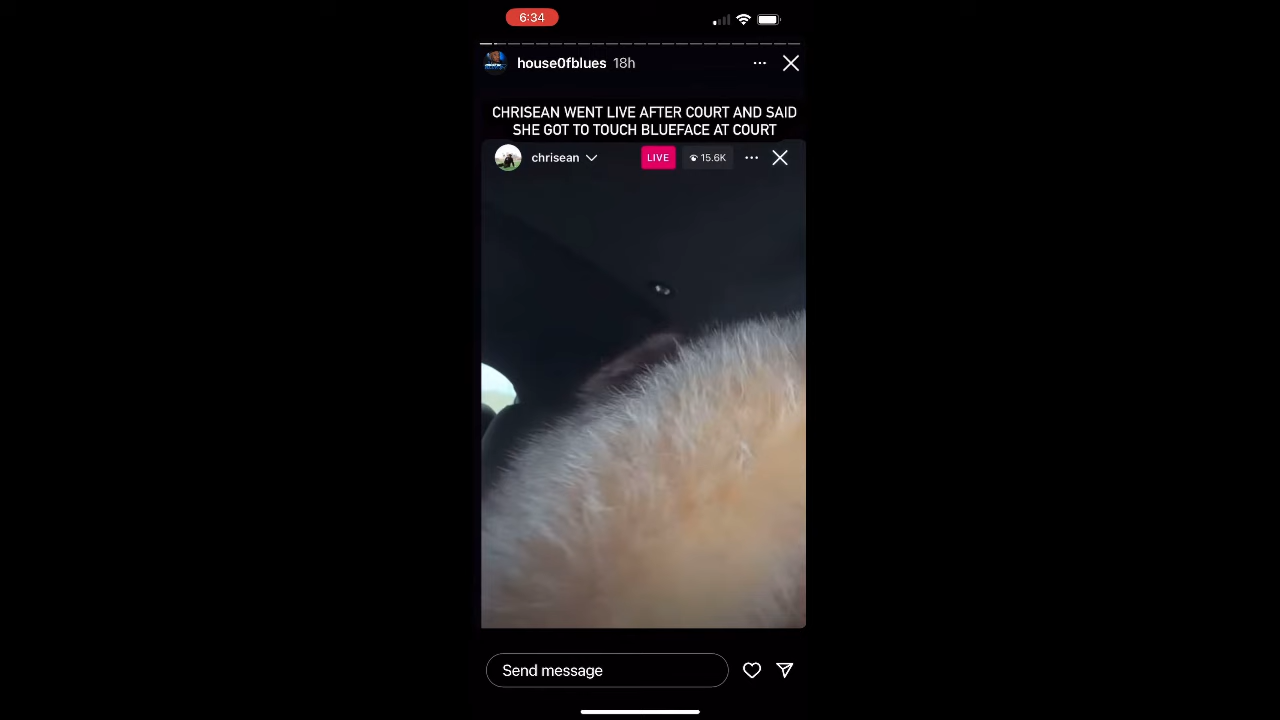 6:34
house0fblues 18h
CHRISEAN WENT LIVE AFTER COURT AND SAID
SHE GOT TO TOUCH BLUEFACE AT COURT
chrisean LIVE 15.6K
Send message